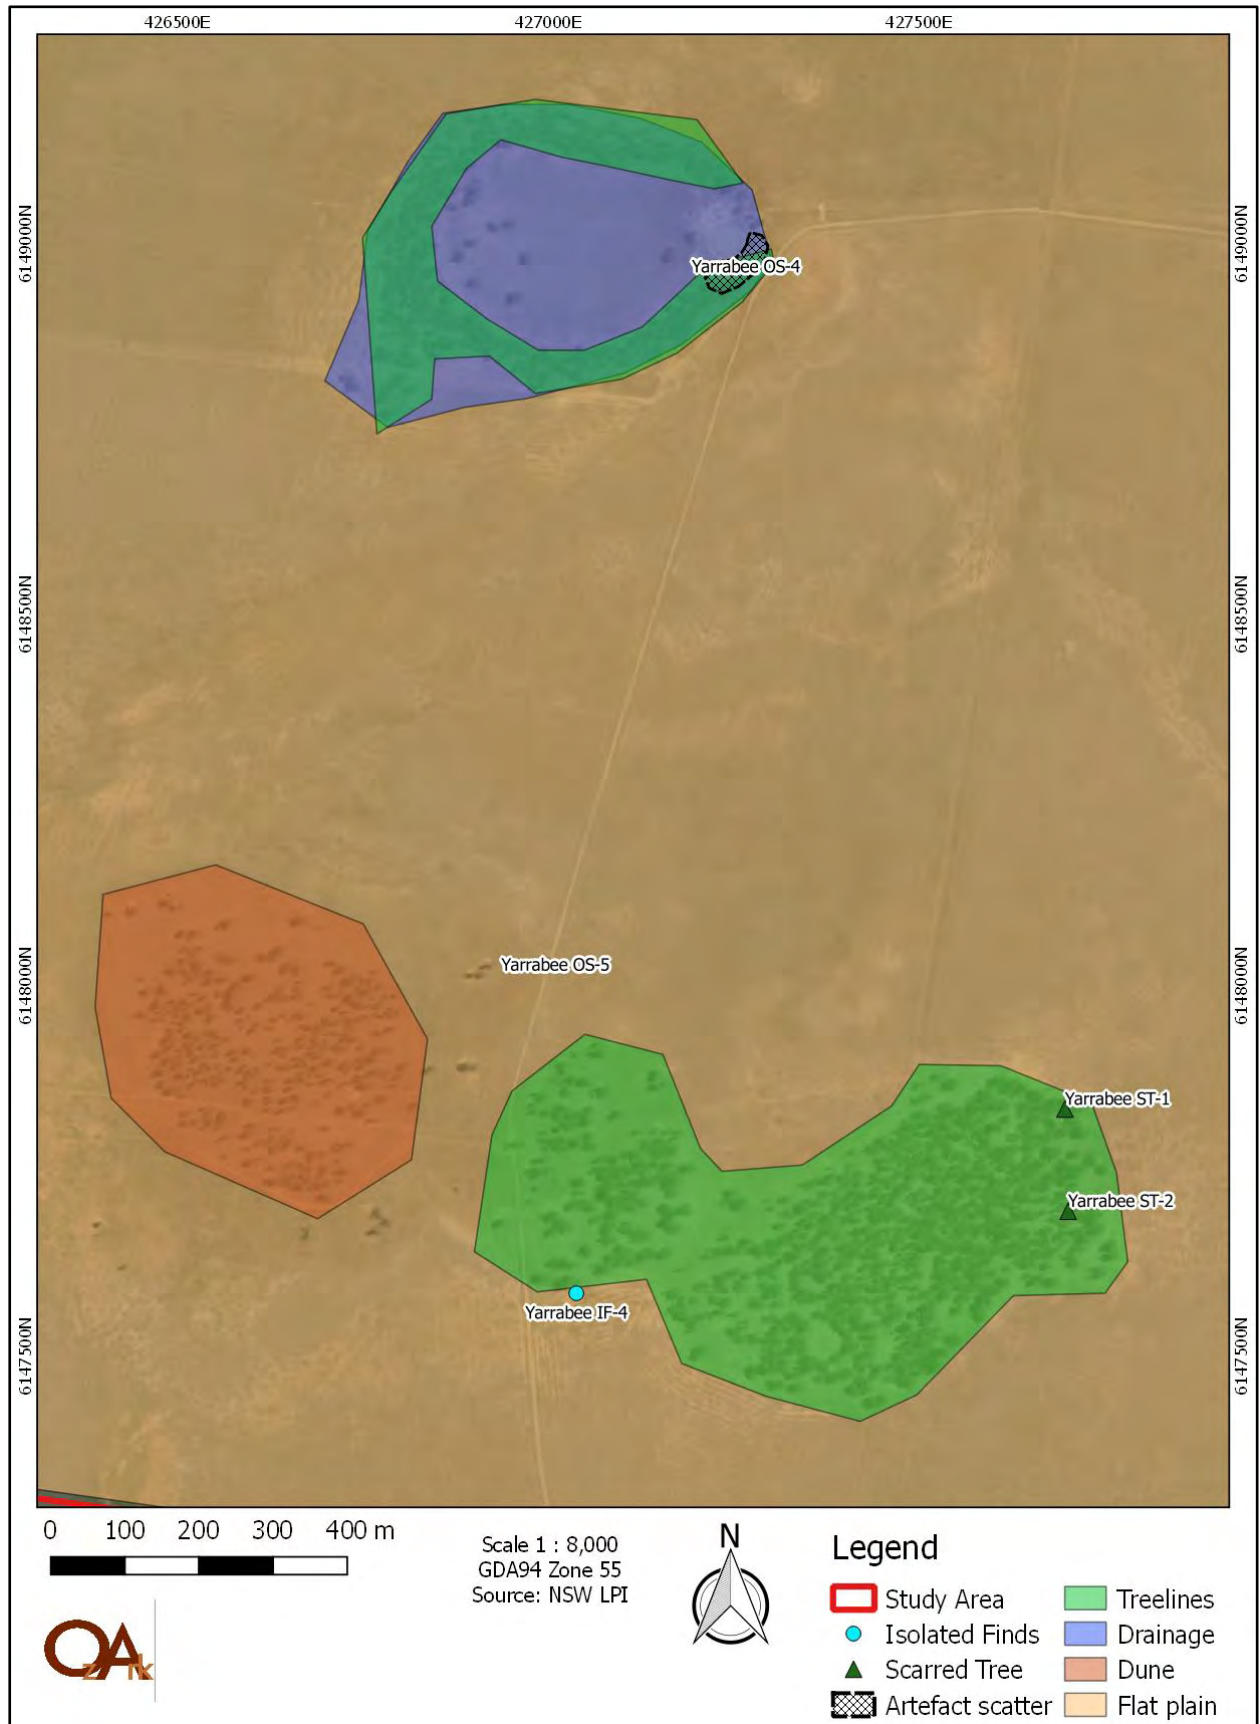 426500E 427000E 427500E
6149000N 6149000N
Yarrabee OS-4
6148500N 6148500N
Yarrabee OS-5
6148000N 6148000N
Yarrabee ST-1
Yarrabee ST-2
Yarrabee IF-4
6147500N 6147500N
0 100 200 300 400 m
Scale 1 : 8,000
GDA94 Zone 55
Source: NSW LPI
N
Legend
Study Area
Isolated Finds
Scarred Tree
Artefact scatter
Treelines
Drainage
Dune
Flat plain
OzArk